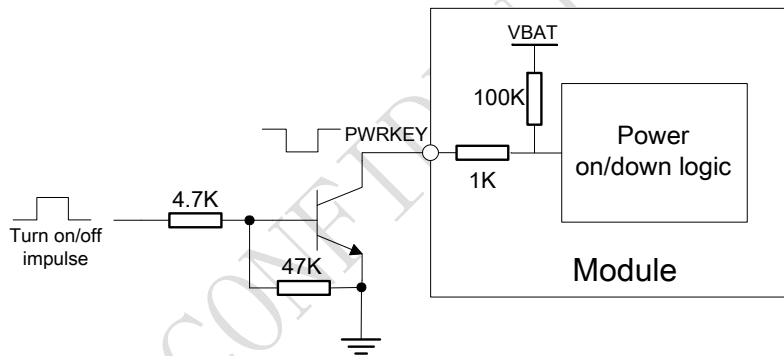 VBAT
100K
PWRKEY
Power
on/down logic
1K
4.7K
Turn on/off
impulse
47K
Module